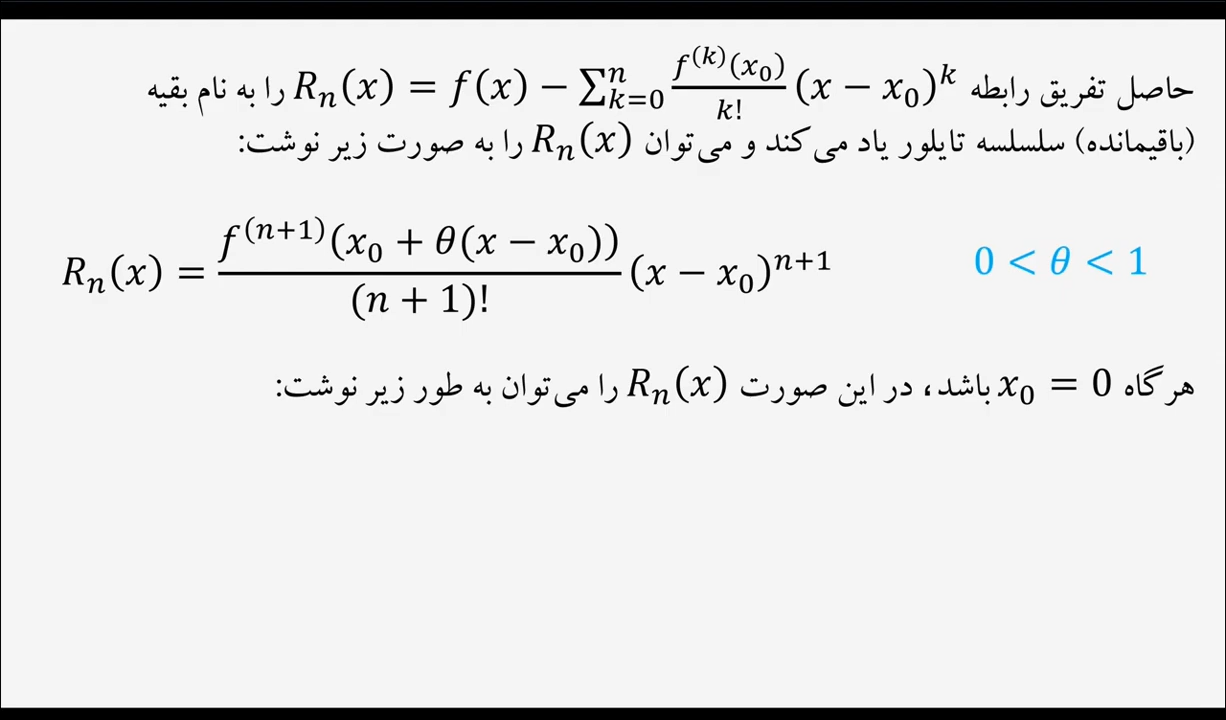 حاصل تفریق رابطه $R_n(x) = f(x) - \sum_{k=0}^{n} \frac{f^{(k)}(x_0)}{k!}(x - x_0)^k$ را به نام بقیه
(باقیمانده) سلسلسه تایلور یاد می‌کند و می‌توان $R_n(x)$ را به صورت زیر نوشت:
$R_n(x) = \frac{f^{(n+1)}(x_0 + \theta(x - x_0))}{(n+1)!}(x - x_0)^{n+1}$ $0 < \theta < 1$
هرگاه $x_0 = 0$ باشد، در این صورت $R_n(x)$ را می‌توان به طور زیر نوشت: